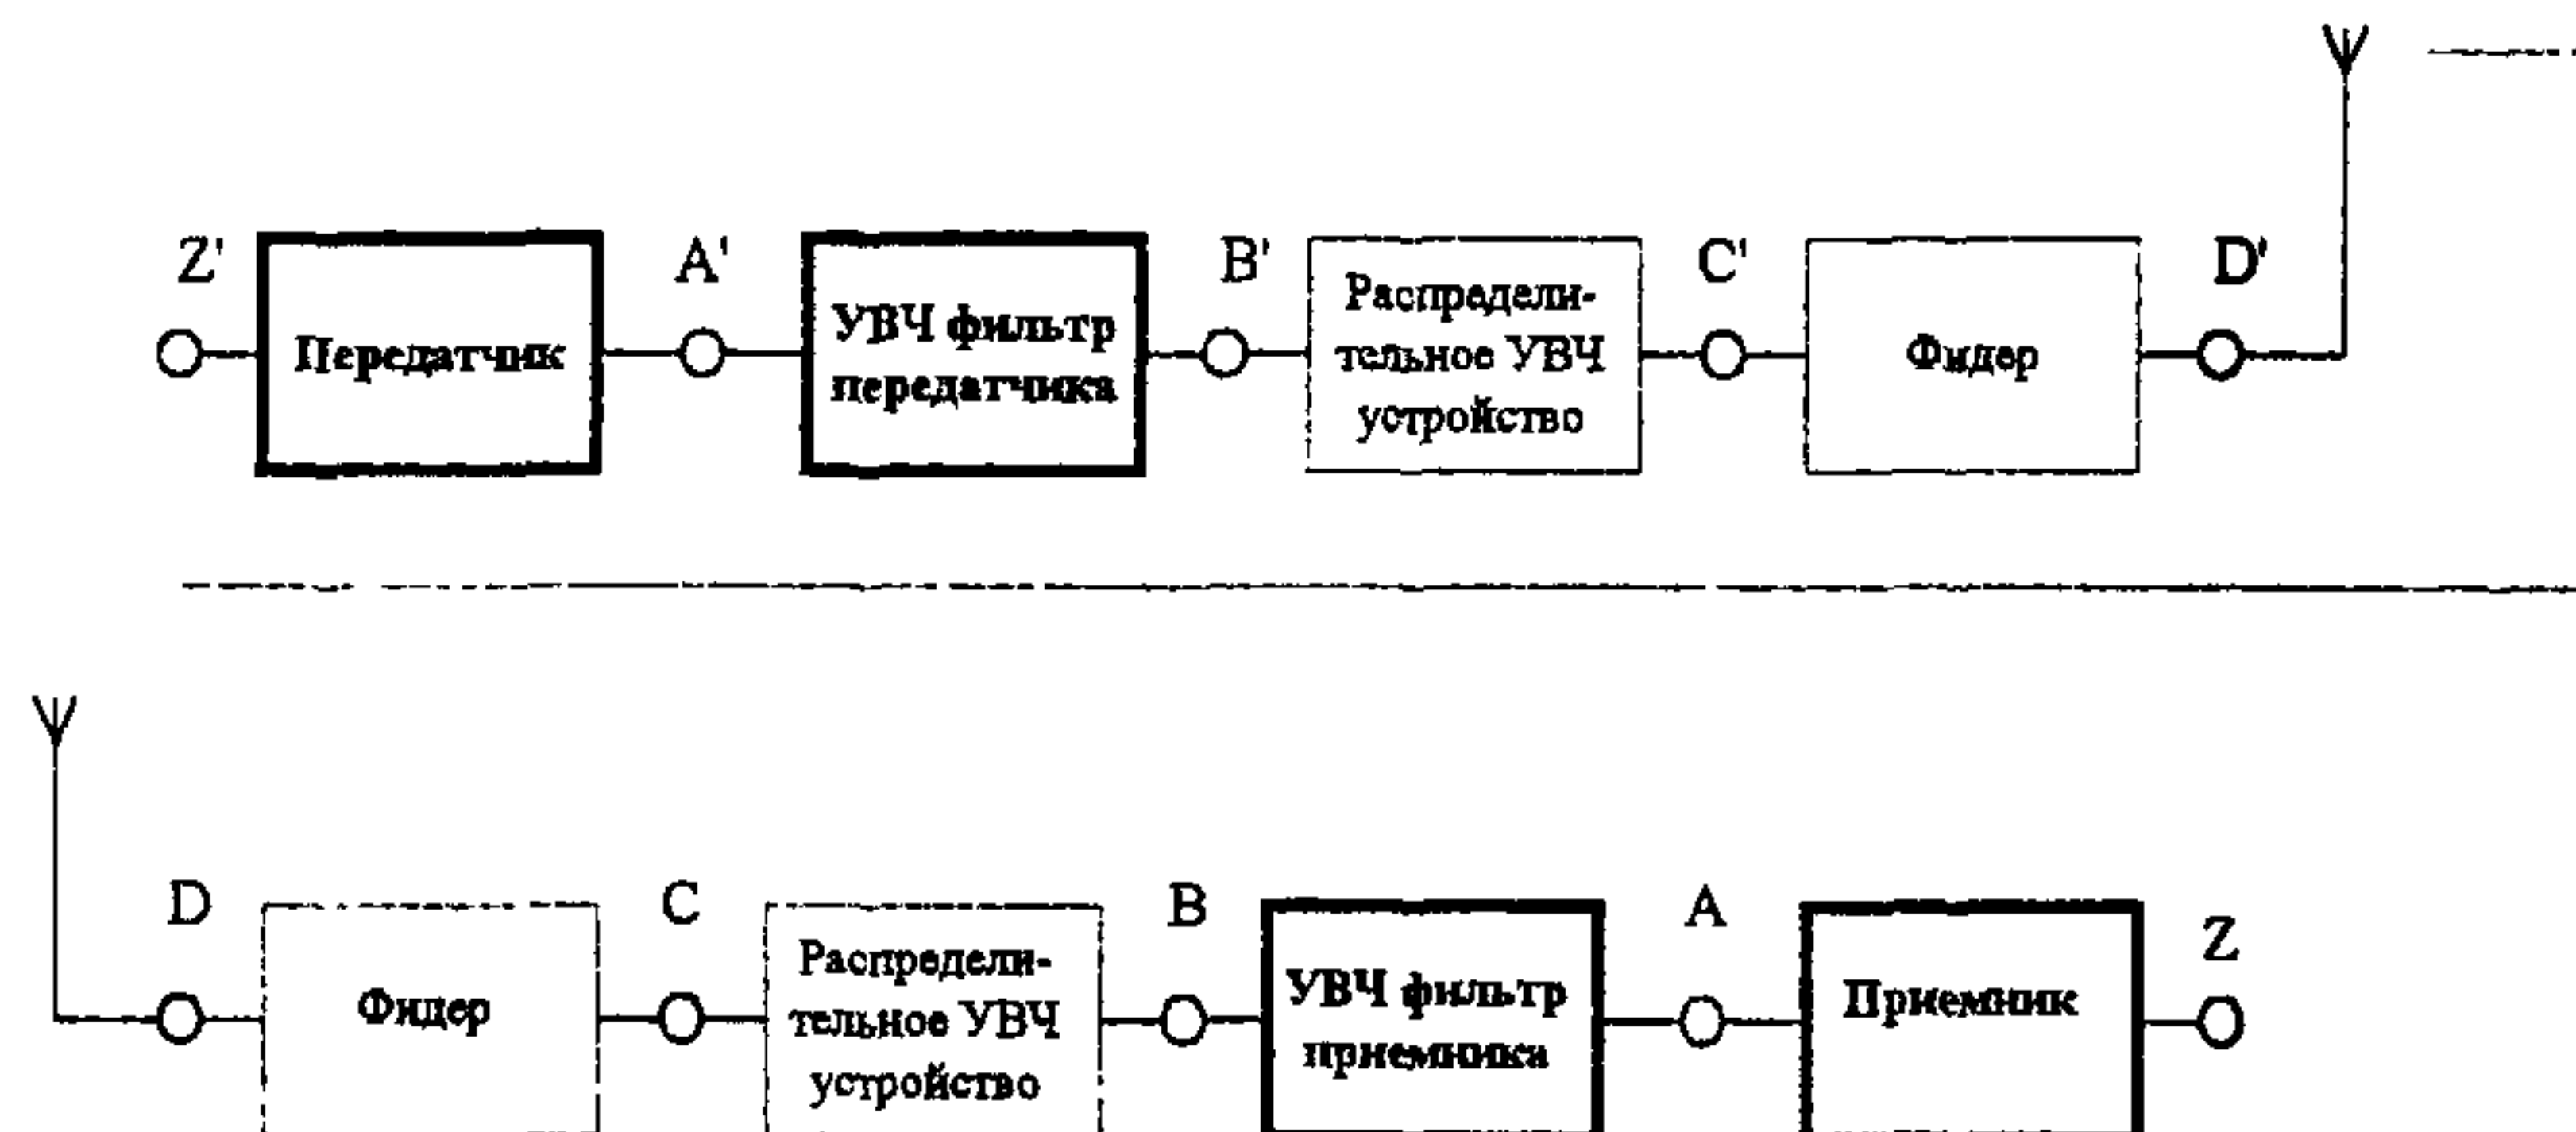 Z'
Передатчик
A'
УВЧ фильтр
передатчика
B'
Распредели-
тельное УВЧ
устройство
C'
Фидер
D'
D
Фидер
C
Распредели-
тельное УВЧ
устройство
B
УВЧ фильтр
приемника
A
Приемник
Z